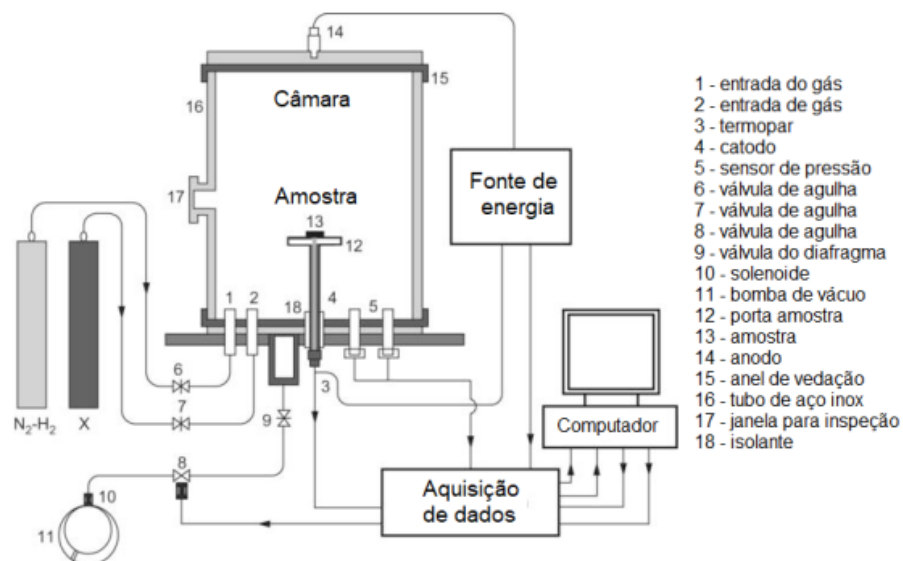 14
15
Câmara
16
17
Fonte de
energia
Amostra
13
12
1 2 18 4 5
6
3
7
9
N₂-H₂ X
8
10
11
Computador
Aquisição
de dados
1 - entrada do gás
2 - entrada de gás
3 - termopar
4 - catodo
5 - sensor de pressão
6 - válvula de agulha
7 - válvula de agulha
8 - válvula de agulha
9 - válvula do diafragma
10 - solenoide
11 - bomba de vácuo
12 - porta amostra
13 - amostra
14 - anodo
15 - anel de vedação
16 - tubo de aço inox
17 - janela para inspeção
18 - isolante